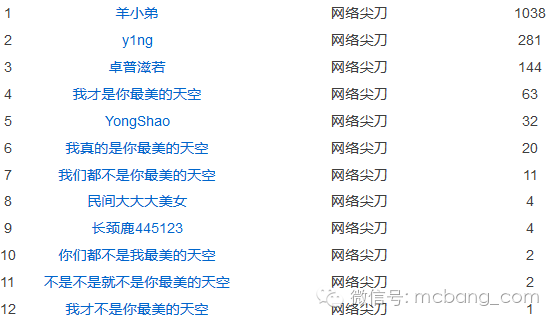 1 羊小弟 网络尖刀 1038
2 y1ng 网络尖刀 281
3 卓普滋若 网络尖刀 144
4 我才是你最美的天空 网络尖刀 63
5 YongShao 网络尖刀 32
6 我真的是你最美的天空 网络尖刀 20
7 我们都不是你最美的天空 网络尖刀 11
8 民间大大大美女 网络尖刀 4
9 长颈鹿445123 网络尖刀 4
10 你们都不是我最美的天空 网络尖刀 2
11 不是不是就不是你最美的天空 网络尖刀 2
12 我才不是你最美的天空 网络尖刀 1
微信号: mcbang_com